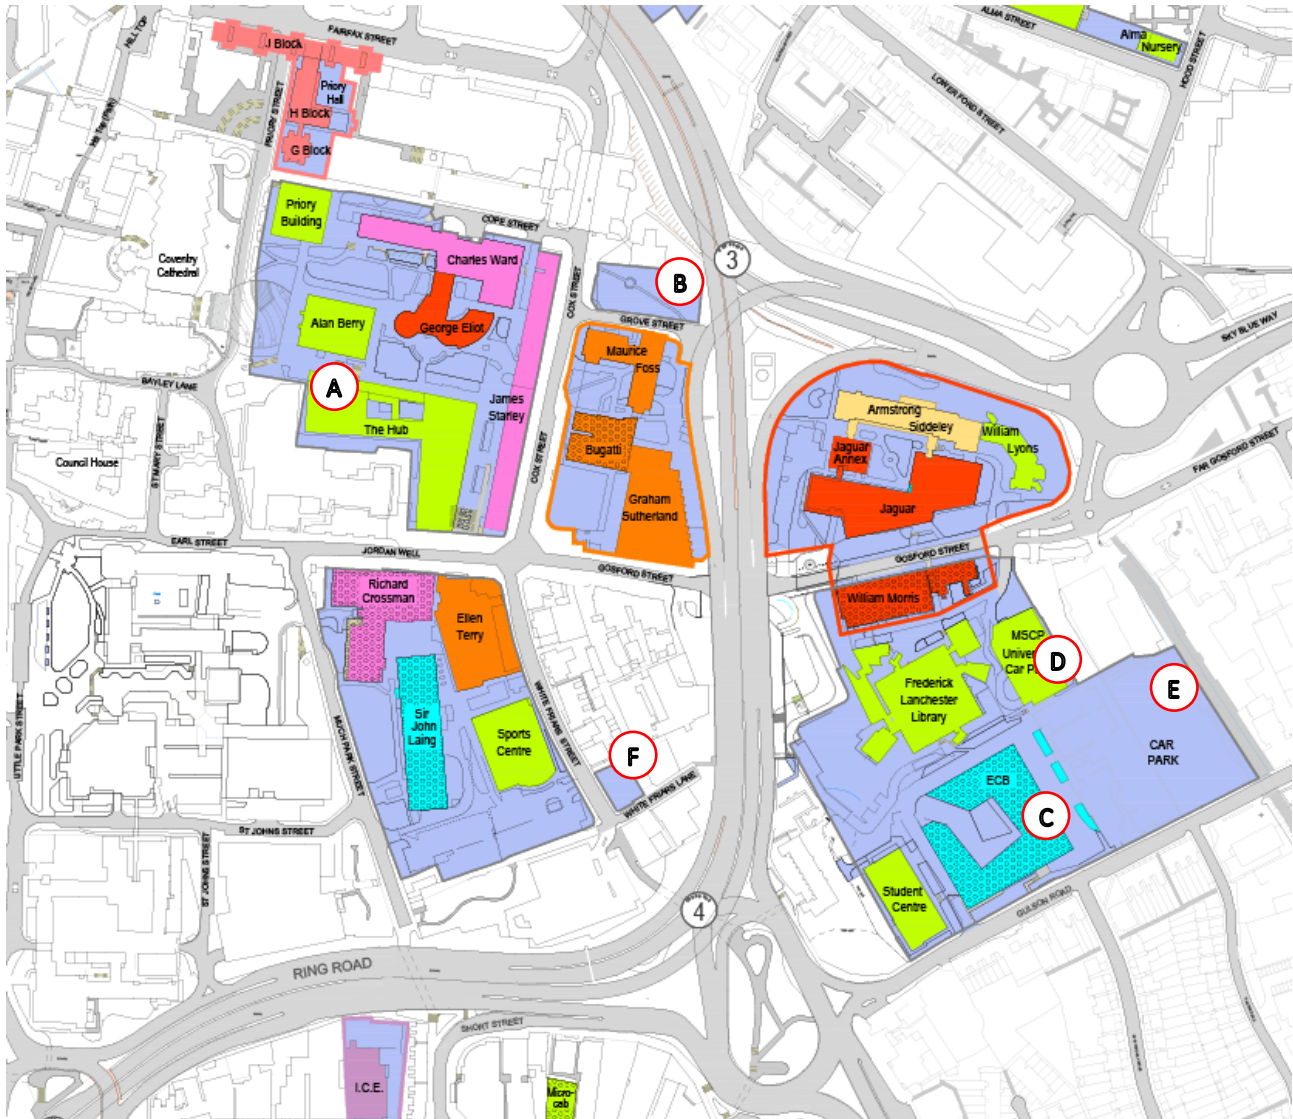 FAIRFAX STREET
HILL TOP
J Block
Priory
Hall
PRIORY STREET
H Block
G Block
ALMA STREET
Alma
Nursery
HOOD STREET
LOWER FORD STREET
Priory
Building
COPE STREET
Charles Ward
Coventry
Cathedral
COX STREET
B
3
GROVE STREET
SKY BLUE WAY
Alan Berry
George Eliot
Maurice
Foss
A
BAYLEY LANE
James
Starley
The Hub
Armstrong
Siddeley
William
Lyons
Jaguar
Annex
COX STREET
Bugatti
Council House
ST MARY STREET
FAR GOSFORD STREET
Graham
Sutherland
Jaguar
EARL STREET
JORDAN WELL
GOSFORD STREET
GOSFORD STREET
Richard
Crossman
William Morris
Ellen
Terry
MSCP
Univer
Car P
D
E
Frederick
Lanchester
Library
LITTLE PARK STREET
MUCH PARK STREET
Sir
John
Laing
WHITE FRIARS STREET
Sports
Centre
F
CAR
PARK
ECB
WHITE FRIARS LANE
C
ST JOHNS STREET
ST JOHNS STREET
Student
Centre
GULSON ROAD
4
RING ROAD
SHORT STREET
I.C.E.
Micro-
cab